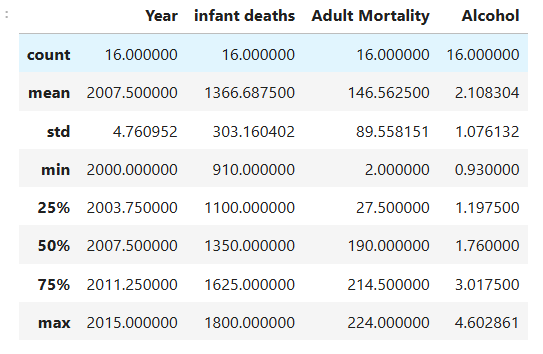 :
Year infant deaths Adult Mortality Alcohol
count 16.000000 16.000000 16.000000 16.000000
mean 2007.500000 1366.687500 146.562500 2.108304
std 4.760952 303.160402 89.558151 1.076132
min 2000.000000 910.000000 2.000000 0.930000
25% 2003.750000 1100.000000 27.500000 1.197500
50% 2007.500000 1350.000000 190.000000 1.760000
75% 2011.250000 1625.000000 214.500000 3.017500
max 2015.000000 1800.000000 224.000000 4.602861